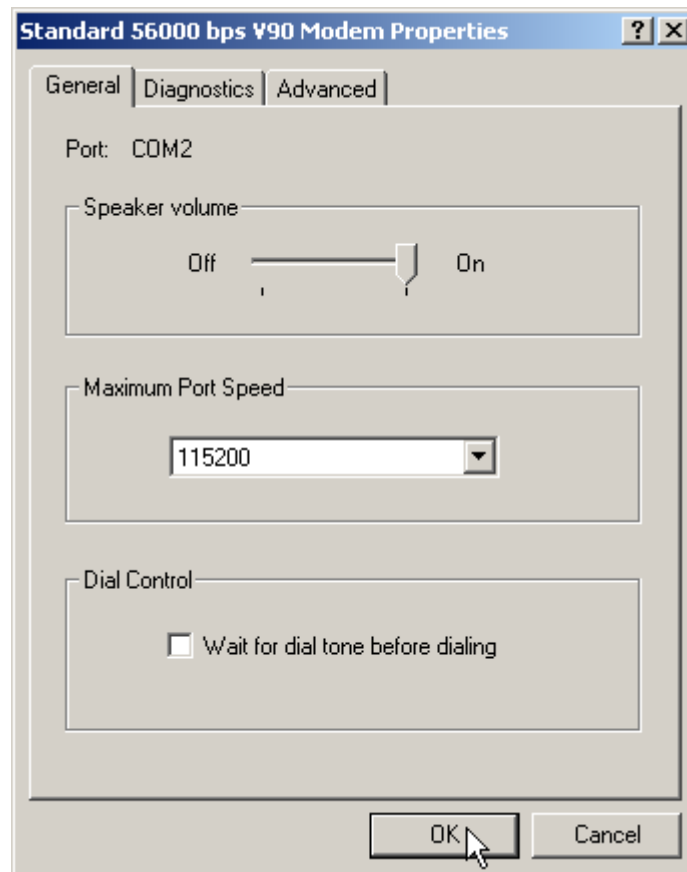 Standard 56000 bps V90 Modem Properties ? X
General Diagnostics Advanced
Port: COM2
Speaker volume
Off On
Maximum Port Speed
115200
Dial Control
Wait for dial tone before dialing
OK Cancel